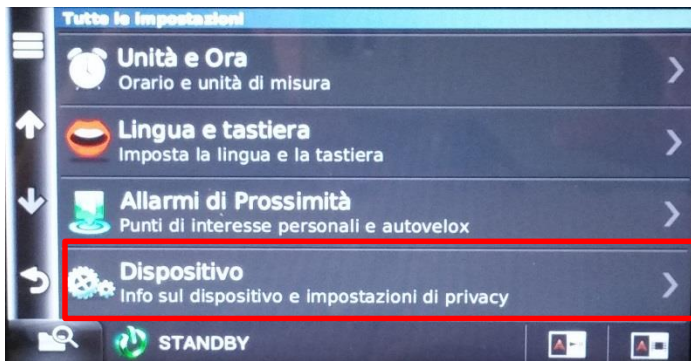 Tutte le impostazioni
Unità e Ora
Orario e unità di misura
Lingua e tastiera
Imposta la lingua e la tastiera
Allarmi di Prossimità
Punti di interesse personali e autovelox
Dispositivo
Info sul dispositivo e impostazioni di privacy
STANDBY